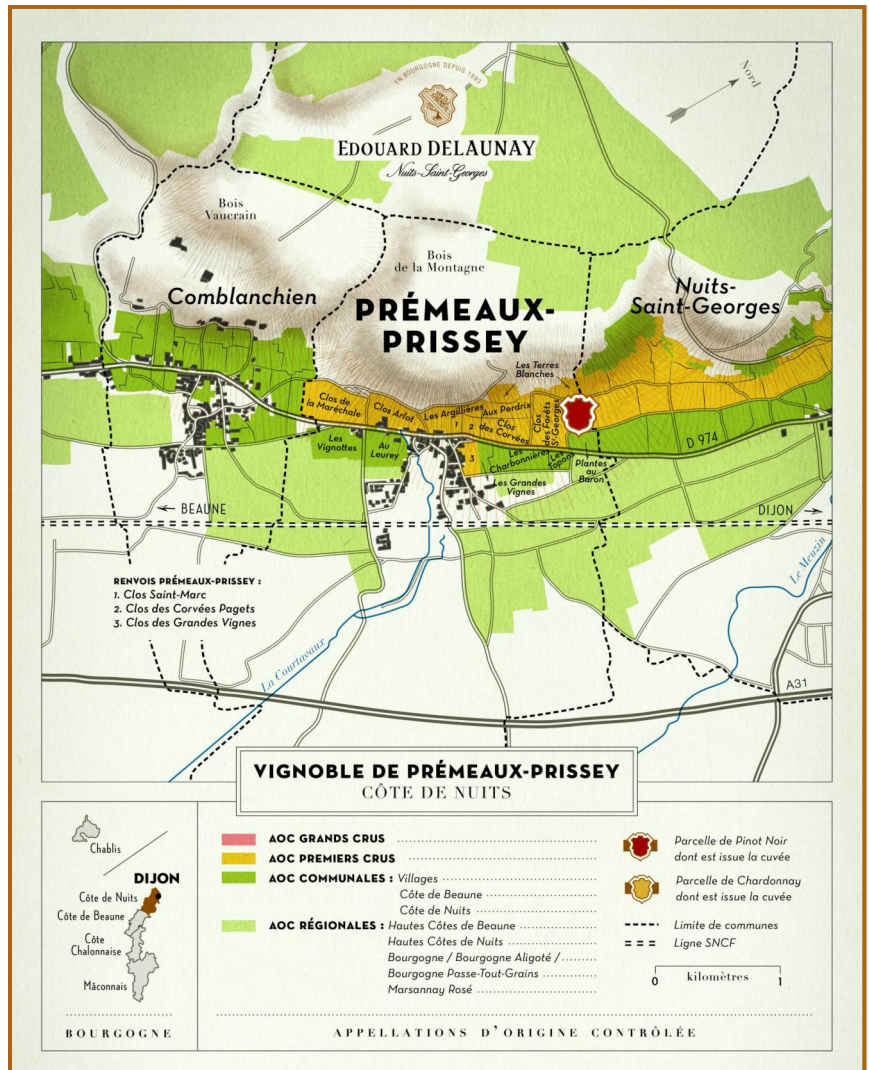 EN BOURGOGNE DEPUIS 1893
EDOUARD DELAUNAY
Nuits-Saint-Georges
Nord
Bois
Vaucrain
Bois
de la Montagne
Comblanchien
PRÉMEAUX-
PRISSEY
Nuits-
Saint-Georges
Les Terres
Blanches
Clos de
la Maréchale
Clos Arlot
Les Argillières
Aux Perdrix
1
2
Clos
des Corvées
Clos
des Forêts
St Georges
D 974
Les
Vignottes
Au
Leurey
3
Les
Charbonnières
Les
Topons
Plantes
au
Baron
Les Grandes
Vignes
BEAUNE
DIJON
Le Meuzin
RENVOIS PRÉMEAUX-PRISSEY :
1. Clos Saint-Marc
2. Clos des Corvées Pagets
3. Clos des Grandes Vignes
La Courtavaux
A31
VIGNOBLE DE PRÉMEAUX-PRISSEY
CÔTE DE NUITS
Chablis
DIJON
Côte de Nuits
Côte de Beaune
Côte
Chalonnaise
Mâconnais
BOURGOGNE
AOC GRANDS CRUS
AOC PREMIERS CRUS
AOC COMMUNALES : Villages
Côte de Beaune
Côte de Nuits
AOC RÉGIONALES : Hautes Côtes de Beaune
Hautes Côtes de Nuits
Bourgogne / Bourgogne Aligoté /
Bourgogne Passe-Tout-Grains
Marsannay Rosé
Parcelle de Pinot Noir
dont est issue la cuvée
Parcelle de Chardonnay
dont est issue la cuvée
Limite de communes
Ligne SNCF
kilomètres
0 1
APPELLATIONS D'ORIGINE CONTRÔLÉE